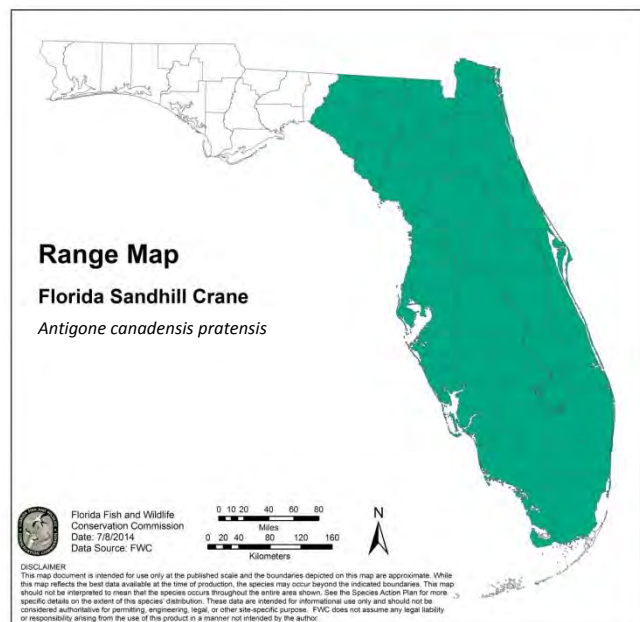 Range Map
Florida Sandhill Crane
Antigone canadensis pratensis
Florida Fish and Wildlife
Conservation Commission
Date: 7/8/2014
Data Source: FWC
0 10 20 40 60 80
Miles
0 20 40 80 120 160
Kilometers
N
DISCLAIMER
This map document is intended for use only at the published scale and the boundaries depicted on this map are approximate. While
this map reflects the best data available at the time of production, the species may occur beyond the indicated boundaries. This map
should not be interpreted to mean that the species occurs throughout the entire area shown. See the Species Action Plan for more
specific details on the extent of this species' distribution. These data are intended for informational use only and should not be
considered authoritative for permitting, engineering, legal, or other site-specific purpose. FWC does not assume any legal liability
or responsibility arising from the use of this product in a manner not intended by the author.